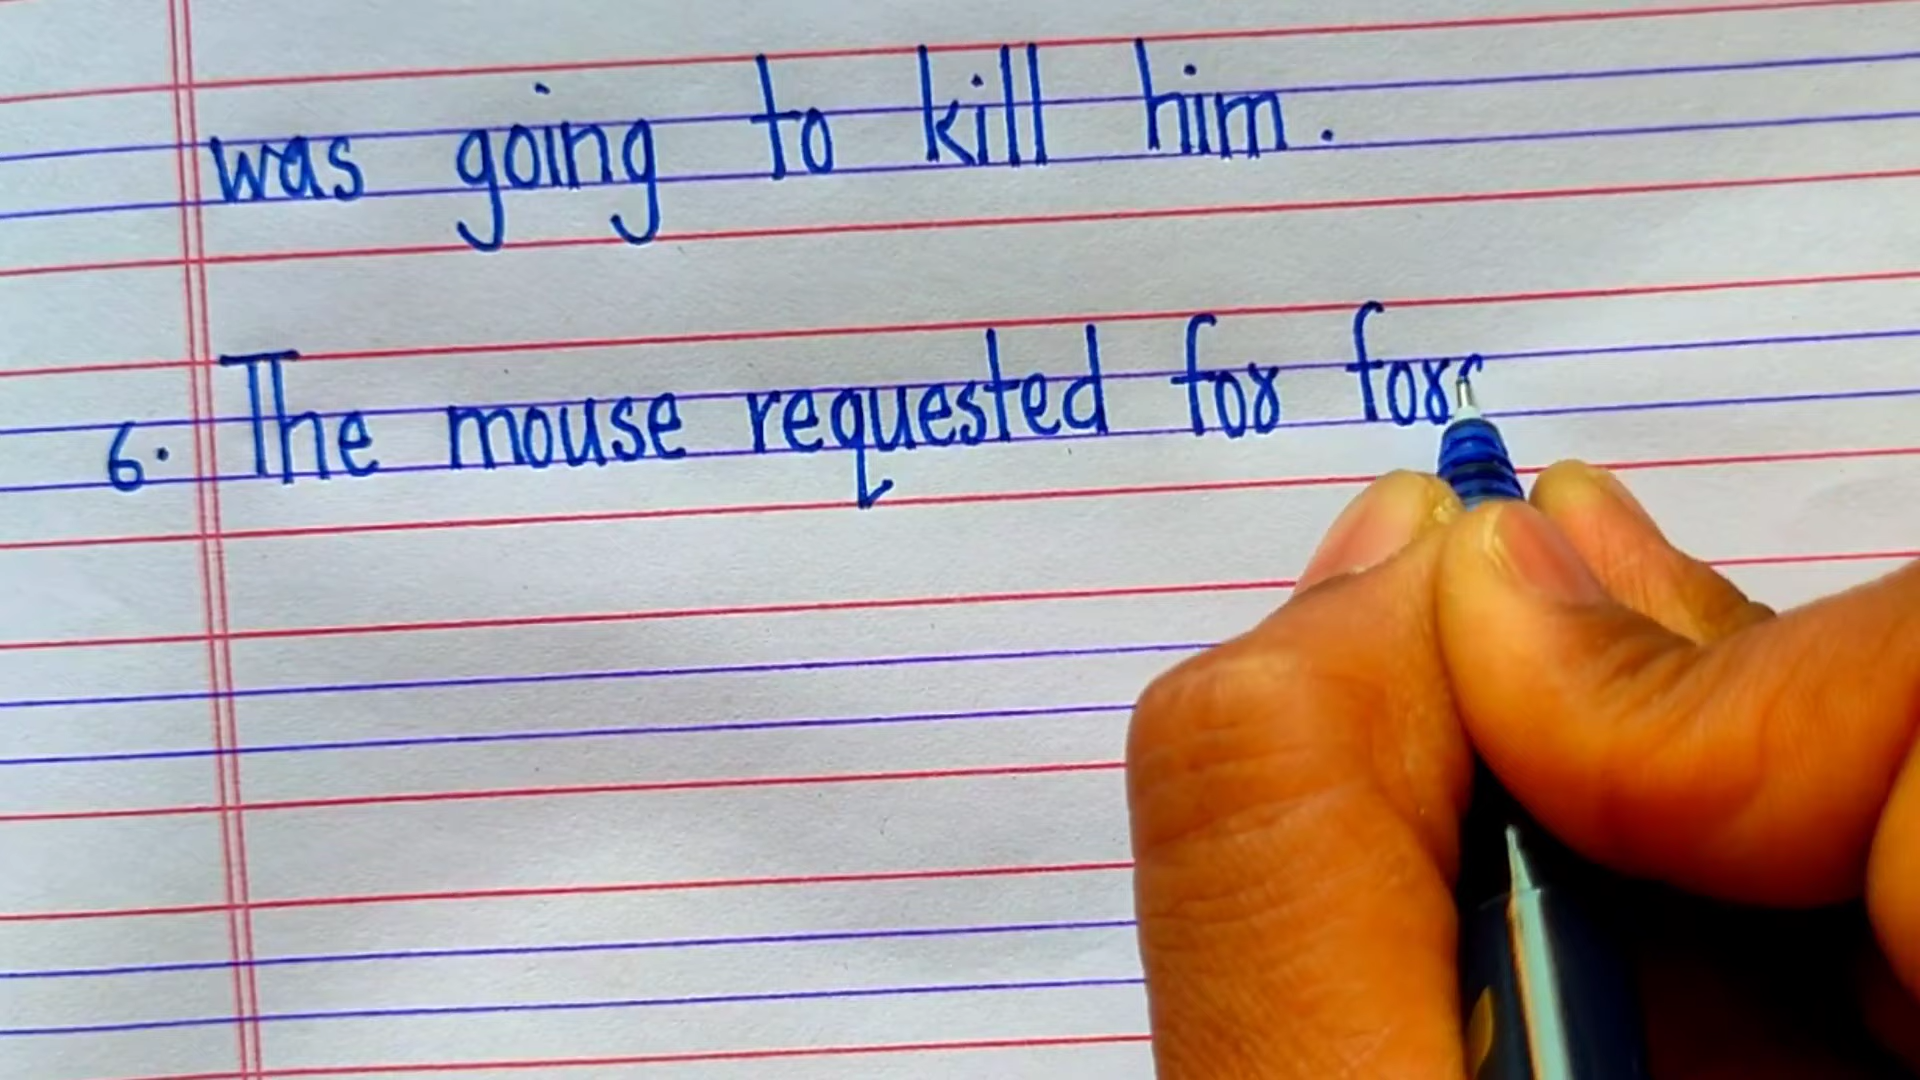 was going to kill him.
6. The mouse requested for